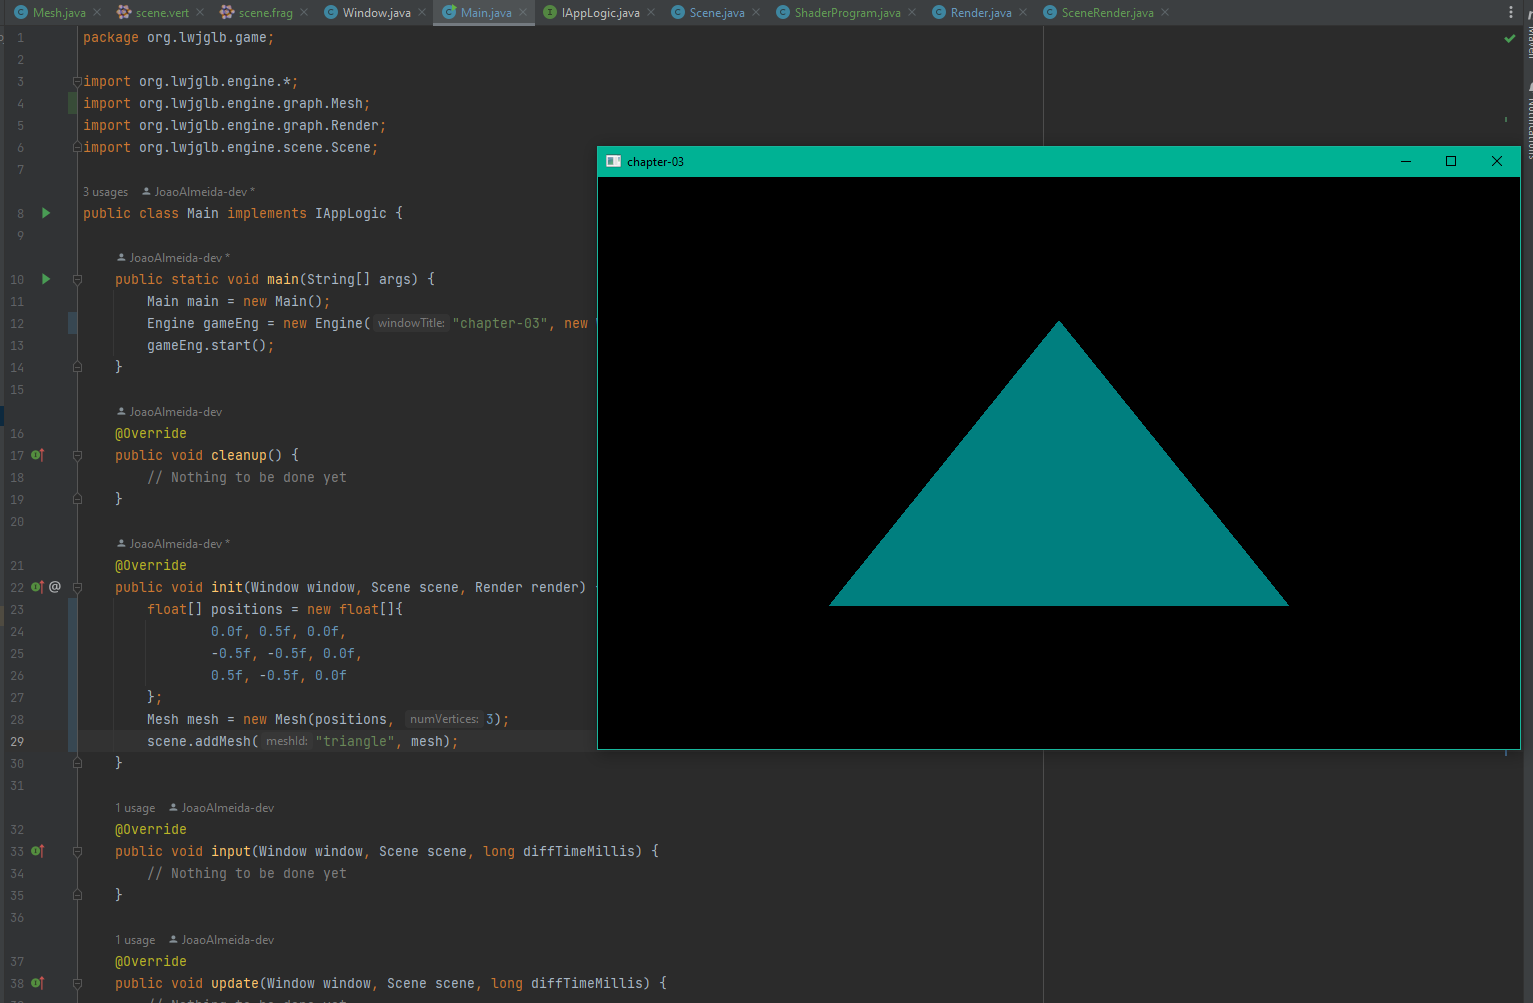 Mesh.java scene.vert scene.frag Window.java Main.java IAppLogic.java Scene.java ShaderProgram.java Render.java SceneRender.java
Maven
Notifications
1 package org.lwjglb.game;
2
3 import org.lwjglb.engine.*;
4 import org.lwjglb.engine.graph.Mesh;
5 import org.lwjglb.engine.graph.Render;
6 import org.lwjglb.engine.scene.Scene;
7
3 usages JoaoAlmeida-dev *
8 public class Main implements IAppLogic {
9
JoaoAlmeida-dev *
10 public static void main(String[] args) {
11 Main main = new Main();
12 Engine gameEng = new Engine( windowTitle: "chapter-03", new
13 gameEng.start();
14 }
15
JoaoAlmeida-dev
16 @Override
17 public void cleanup() {
18 // Nothing to be done yet
19 }
20
JoaoAlmeida-dev *
21 @Override
22 @ public void init(Window window, Scene scene, Render render)
23 float[] positions = new float[]{
24 0.0f, 0.5f, 0.0f,
25 -0.5f, -0.5f, 0.0f,
26 0.5f, -0.5f, 0.0f
27 };
28 Mesh mesh = new Mesh(positions, numVertices: 3);
29 scene.addMesh( meshId: "triangle", mesh);
30 }
31
1 usage JoaoAlmeida-dev
32 @Override
33 public void input(Window window, Scene scene, long diffTimeMillis) {
34 // Nothing to be done yet
35 }
36
1 usage JoaoAlmeida-dev
37 @Override
38 public void update(Window window, Scene scene, long diffTimeMillis) {
chapter-03